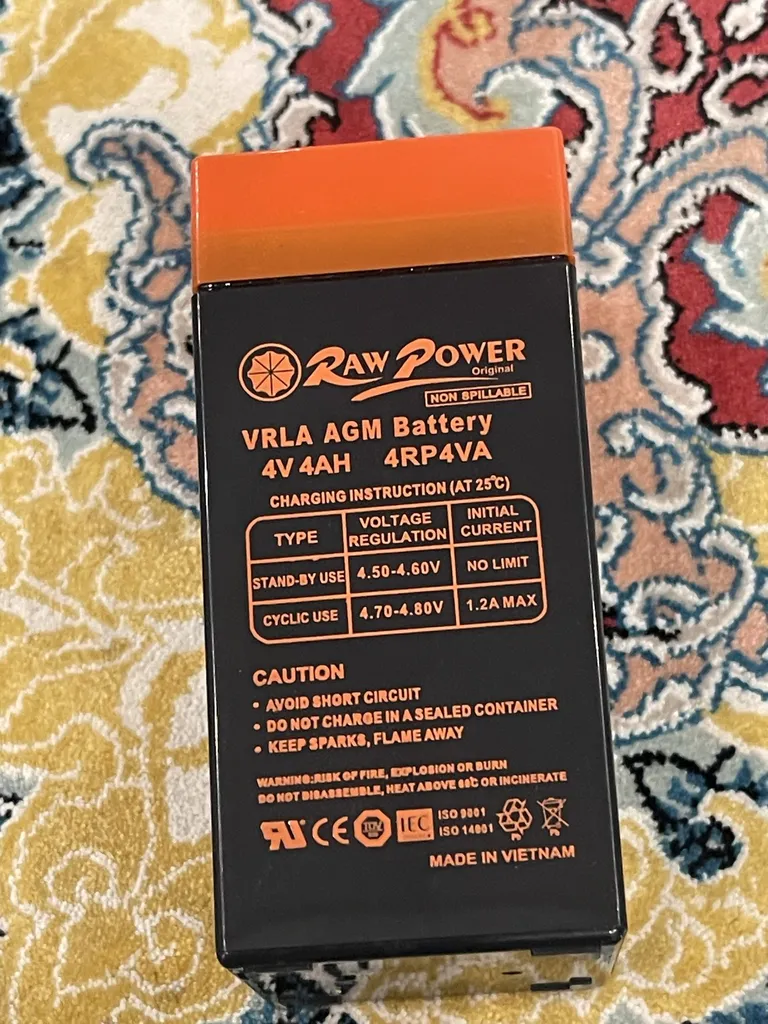 RAW POWER
Original
NON SPILLABLE
VRLA AGM Battery
4V 4AH 4RP4VA
CHARGING INSTRUCTION (AT 25°C)
TYPE VOLTAGE REGULATION INITIAL CURRENT
STAND-BY USE 4.50-4.60V NO LIMIT
CYCLIC USE 4.70-4.80V 1.2A MAX
CAUTION
• AVOID SHORT CIRCUIT
• DO NOT CHARGE IN A SEALED CONTAINER
• KEEP SPARKS, FLAME AWAY
WARNING:RISK OF FIRE, EXPLOSION OR BURN
DO NOT DISASSEMBLE, HEAT ABOVE 60°C OR INCINERATE
CE TUV IEC ISO 9001
ISO 14001
MADE IN VIETNAM